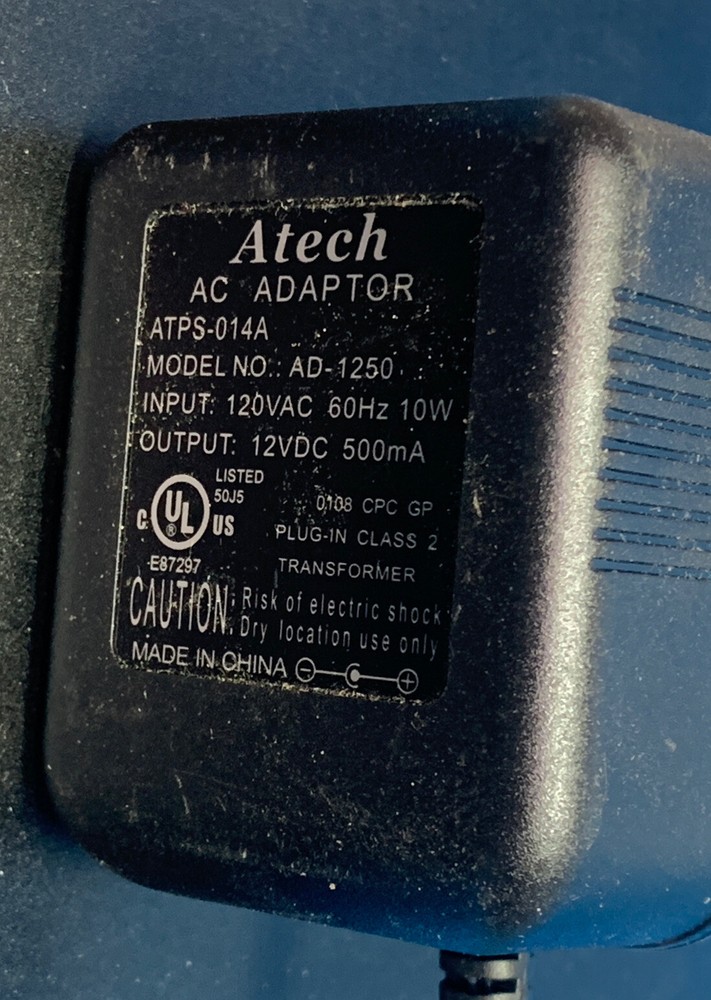 Atech
AC ADAPTOR
ATPS-014A
MODEL NO.: AD-1250
INPUT: 120VAC 60Hz 10W
OUTPUT: 12VDC 500mA
LISTED
50J5
C UL ® US
E87297
0108 CPC GP
PLUG-IN CLASS 2
TRANSFORMER
CAUTION: Risk of electric shock
Dry location use only
MADE IN CHINA